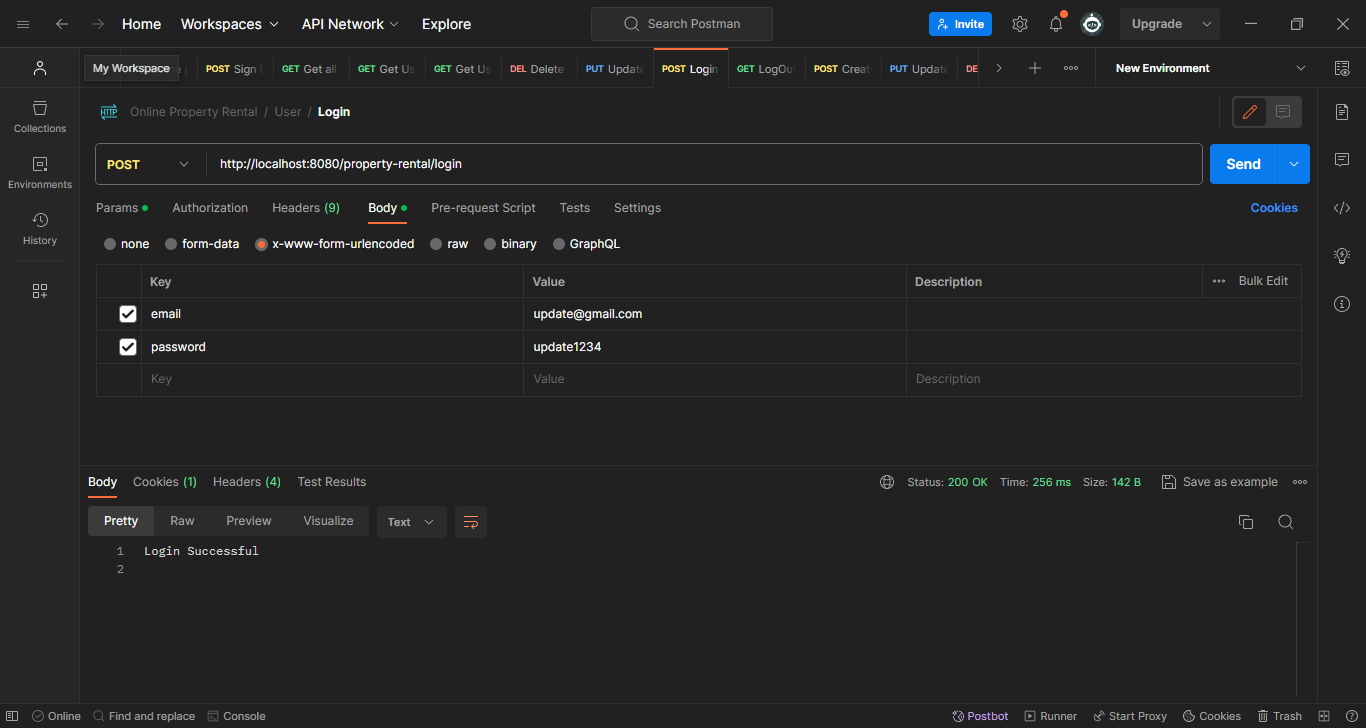 Home Workspaces API Network Explore Search Postman Invite Upgrade
My Workspace POST Sign GET Get all GET Get Us GET Get Us DEL Delete PUT Update POST Login GET LogOut POST Create PUT Update DE New Environment
Online Property Rental / User / Login
POST http://localhost:8080/property-rental/login Send
Params Authorization Headers (9) Body Pre-request Script Tests Settings Cookies
none form-data x-www-form-urlencoded raw binary GraphQL
Key Value Description Bulk Edit
email update@gmail.com
password update1234
Key Value Description
Collections
Environments
History
Body Cookies (1) Headers (4) Test Results Status: 200 OK Time: 256 ms Size: 142 B Save as example
Pretty Raw Preview Visualize Text
1 Login Successful
2
Online Find and replace Console Postbot Runner Start Proxy Cookies Trash